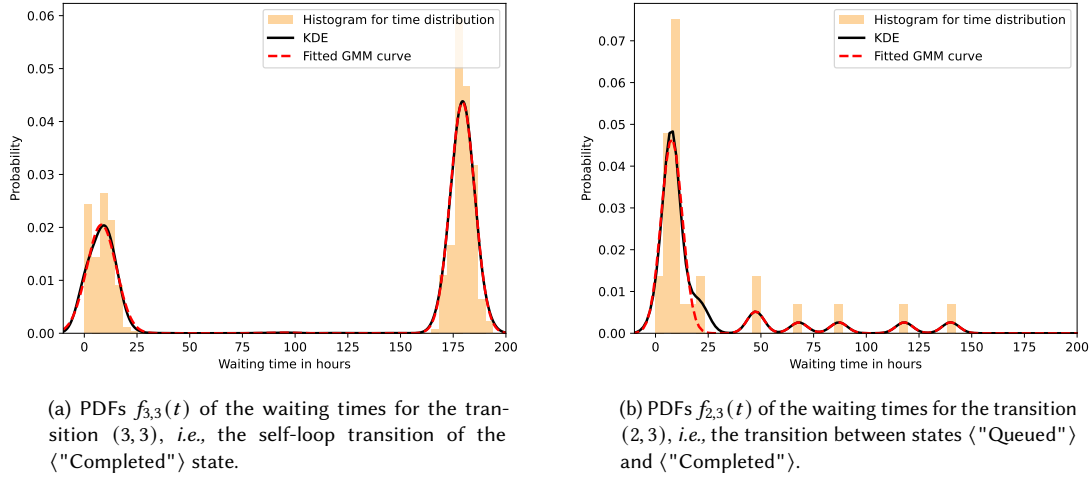 0.06
0.05
0.04
0.03
0.02
0.01
0.00
Probability
Histogram for time distribution
KDE
Fitted GMM curve
0 25 50 75 100 125 150 175 200
Waiting time in hours
0.07
0.06
0.05
0.04
0.03
0.02
0.01
0.00
Probability
Histogram for time distribution
KDE
Fitted GMM curve
0 25 50 75 100 125 150 175 200
Waiting time in hours
(a) PDFs f3,3(t) of the waiting times for the tran-
sition (3, 3), i.e., the self-loop transition of the
⟨"Completed"⟩ state.
(b) PDFs f2,3(t) of the waiting times for the transition
(2, 3), i.e., the transition between states ⟨"Queued"⟩
and ⟨"Completed"⟩.